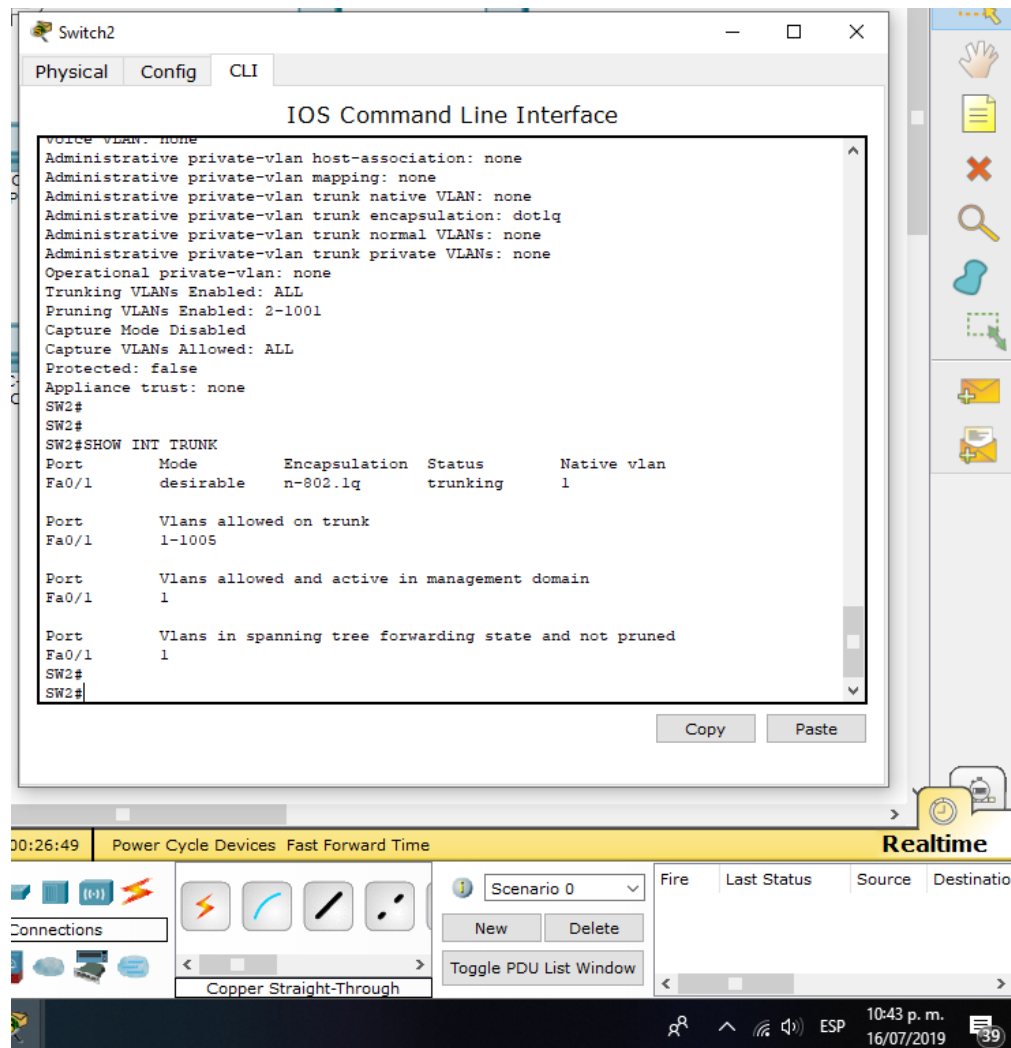 Switch2
Physical Config CLI
IOS Command Line Interface
Voice VLAN: none
Administrative private-vlan host-association: none
Administrative private-vlan mapping: none
Administrative private-vlan trunk native VLAN: none
Administrative private-vlan trunk encapsulation: dot1q
Administrative private-vlan trunk normal VLANs: none
Administrative private-vlan trunk private VLANs: none
Operational private-vlan: none
Trunking VLANs Enabled: ALL
Pruning VLANs Enabled: 2-1001
Capture Mode Disabled
Capture VLANs Allowed: ALL
Protected: false
Appliance trust: none
SW2#
SW2#
SW2#SHOW INT TRUNK
Port Mode Encapsulation Status Native vlan
Fa0/1 desirable n-802.1q trunking 1
Port Vlans allowed on trunk
Fa0/1 1-1005
Port Vlans allowed and active in management domain
Fa0/1 1
Port Vlans in spanning tree forwarding state and not pruned
Fa0/1 1
SW2#
SW2#
Copy Paste
00:26:49 Power Cycle Devices Fast Forward Time Realtime
Scenario 0 Fire Last Status Source Destinatio
Connections New Delete
Toggle PDU List Window
Copper Straight-Through
ESP 10:43 p. m.
16/07/2019 39